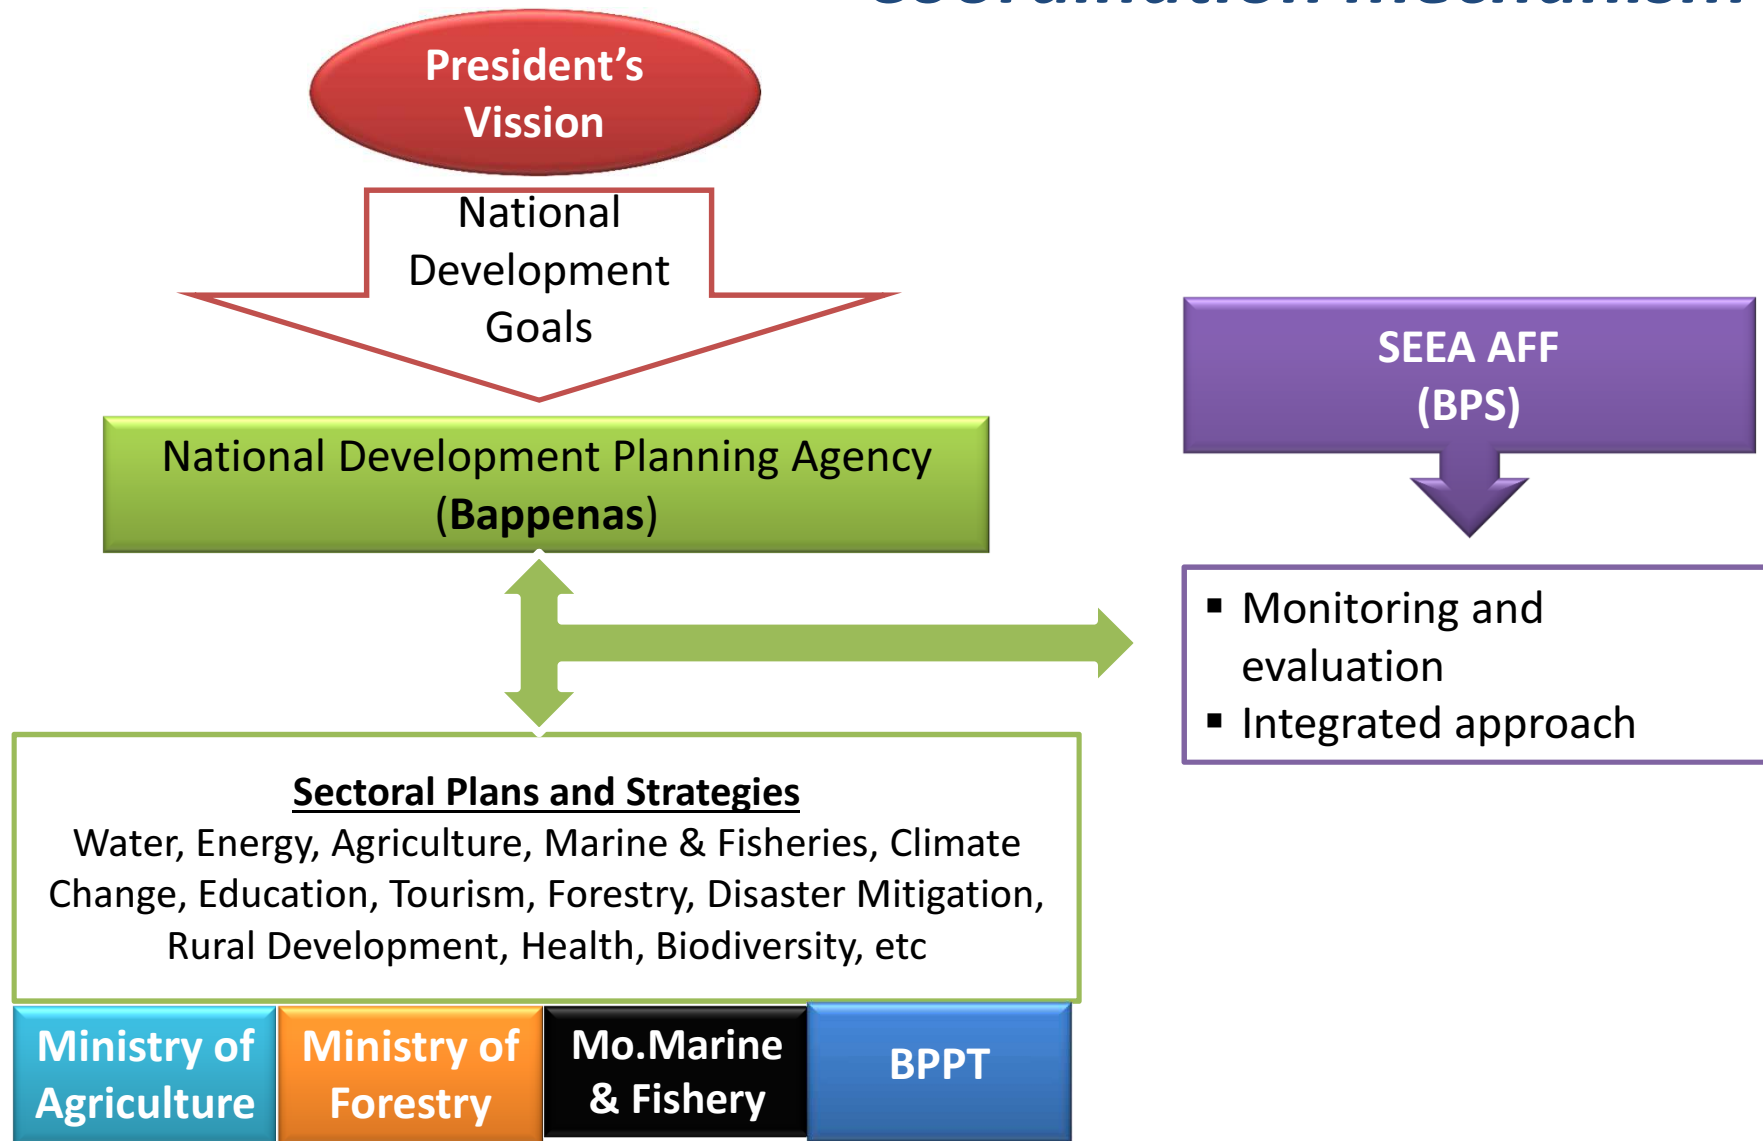 Coordination Mechanism
President's
Vission
National
Development
Goals
National Development Planning Agency
(Bappenas)
SEEA AFF
(BPS)
▪ Monitoring and
evaluation
▪ Integrated approach
Sectoral Plans and Strategies
Water, Energy, Agriculture, Marine & Fisheries, Climate
Change, Education, Tourism, Forestry, Disaster Mitigation,
Rural Development, Health, Biodiversity, etc
Ministry of
Agriculture
Ministry of
Forestry
Mo.Marine
& Fishery
BPPT